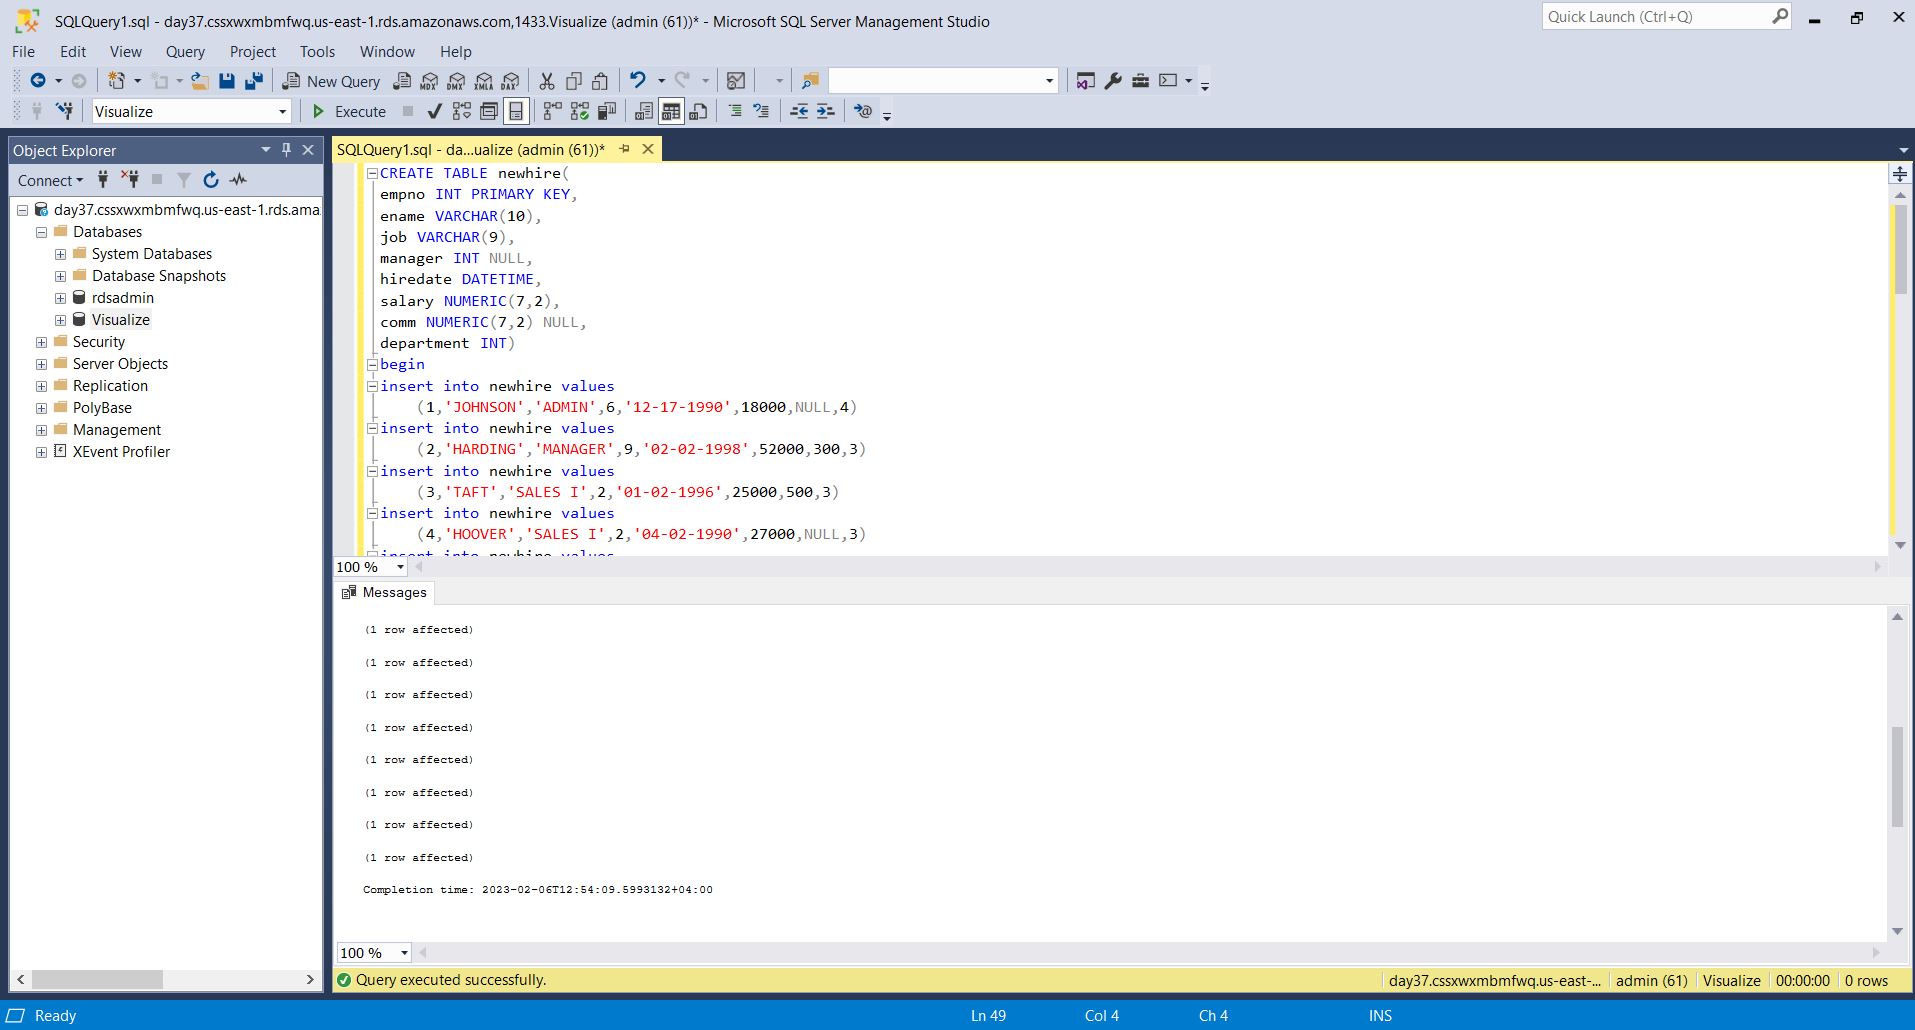 SQLQuery1.sql - day37.cssxwxmbmfwq.us-east-1.rds.amazonaws.com,1433.Visualize (admin (61))* - Microsoft SQL Server Management Studio
Quick Launch (Ctrl+Q)
File Edit View Query Project Tools Window Help
New Query MDX DMX XMLA DAX
Visualize Execute
Object Explorer
Connect
day37.cssxwxmbmfwq.us-east-1.rds.ama
Databases
System Databases
Database Snapshots
rdsadmin
Visualize
Security
Server Objects
Replication
PolyBase
Management
XEvent Profiler
SQLQuery1.sql - da...ualize (admin (61))*
CREATE TABLE newhire(
empno INT PRIMARY KEY,
ename VARCHAR(10),
job VARCHAR(9),
manager INT NULL,
hiredate DATETIME,
salary NUMERIC(7,2),
comm NUMERIC(7,2) NULL,
department INT)
begin
insert into newhire values
(1,'JOHNSON','ADMIN',6,'12-17-1990',18000,NULL,4)
insert into newhire values
(2,'HARDING','MANAGER',9,'02-02-1998',52000,300,3)
insert into newhire values
(3,'TAFT','SALES I',2,'01-02-1996',25000,500,3)
insert into newhire values
(4,'HOOVER','SALES I',2,'04-02-1990',27000,NULL,3)
insert into newhire values
100 %
Messages
(1 row affected)
(1 row affected)
(1 row affected)
(1 row affected)
(1 row affected)
(1 row affected)
(1 row affected)
(1 row affected)
Completion time: 2023-02-06T12:54:09.5993132+04:00
100 %
Query executed successfully.
day37.cssxwxmbmfwq.us-east-... admin (61) Visualize 00:00:00 0 rows
Ready Ln 49 Col 4 Ch 4 INS